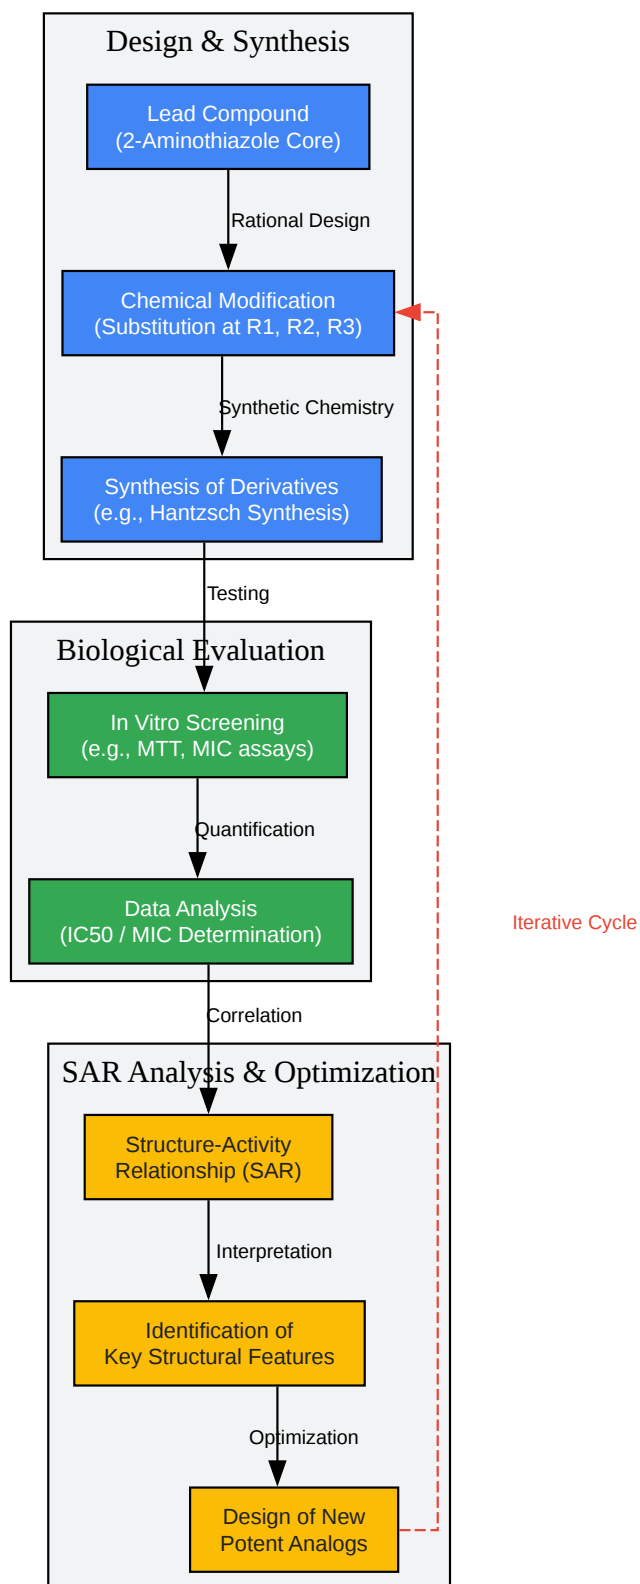 Design & Synthesis
Lead Compound
(2-Aminothiazole Core)
Rational Design
Chemical Modification
(Substitution at R1, R2, R3)
Synthetic Chemistry
Synthesis of Derivatives
(e.g., Hantzsch Synthesis)
Testing
Biological Evaluation
In Vitro Screening
(e.g., MTT, MIC assays)
Quantification
Data Analysis
(IC50 / MIC Determination)
Iterative Cycle
Correlation
SAR Analysis & Optimization
Structure-Activity
Relationship (SAR)
Interpretation
Identification of
Key Structural Features
Optimization
Design of New
Potent Analogs